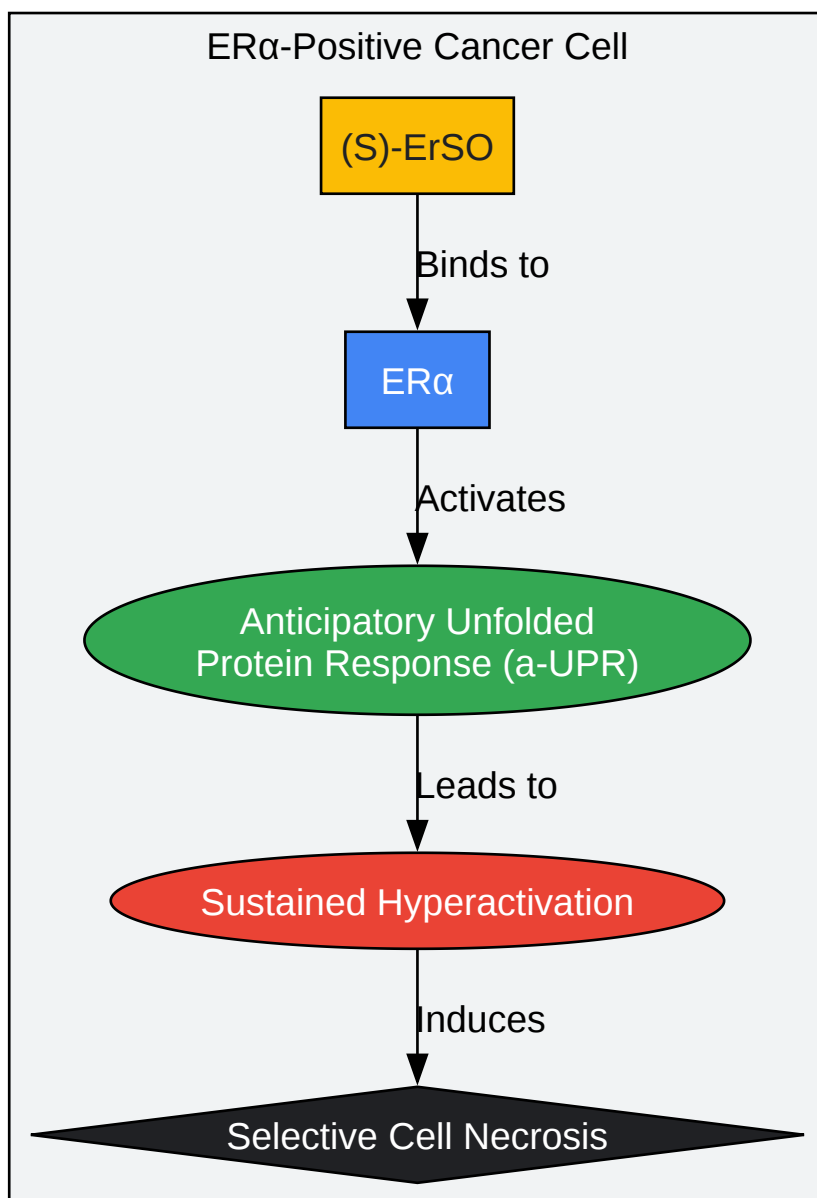 ERα-Positive Cancer Cell
(S)-ErSO
Binds to
ERα
Activates
Anticipatory Unfolded
Protein Response (a-UPR)
Leads to
Sustained Hyperactivation
Induces
Selective Cell Necrosis